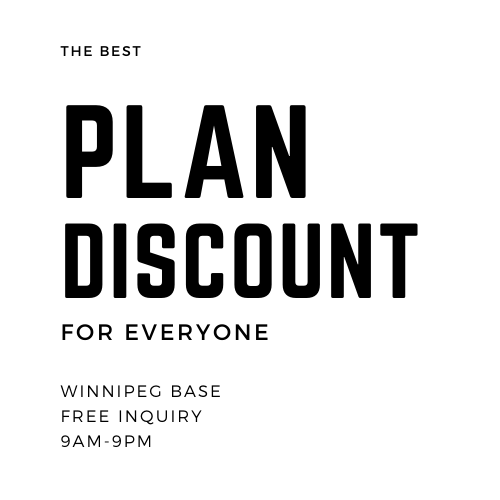 THE BEST
PLAN
DISCOUNT
FOR EVERYONE
WINNIPEG BASE
FREE INQUIRY
9AM-9PM